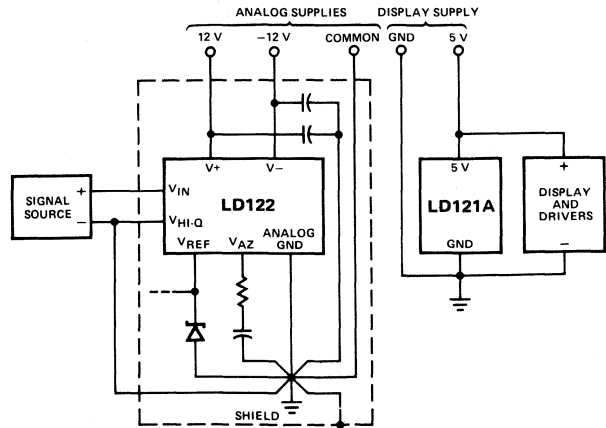 ANALOG SUPPLIES DISPLAY SUPPLY
12 V -12 V COMMON GND 5 V
V+ V-
LD122
SIGNAL
SOURCE
+
-
VIN
VHI-Q
VREF VAZ ANALOG
GND
5 V
LD121A
GND
+
DISPLAY
AND
DRIVERS
-
SHIELD